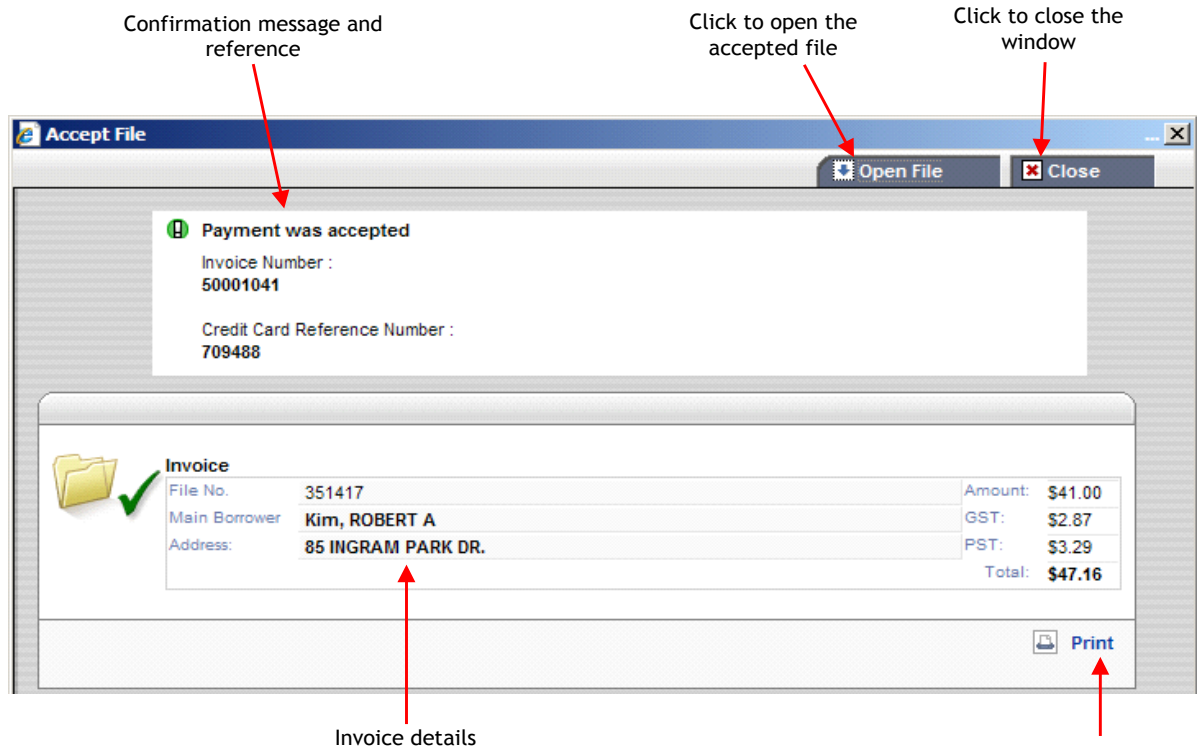 Confirmation message and
reference
Click to open the
accepted file
Click to close the
window
Accept File
...
Open File
Close
Payment was accepted
Invoice Number :
50001041
Credit Card Reference Number :
709488
Invoice
File No. 351417 Amount: $41.00
Main Borrower Kim, ROBERT A GST: $2.87
Address: 85 INGRAM PARK DR. PST: $3.29
Total: $47.16
Print
Invoice details